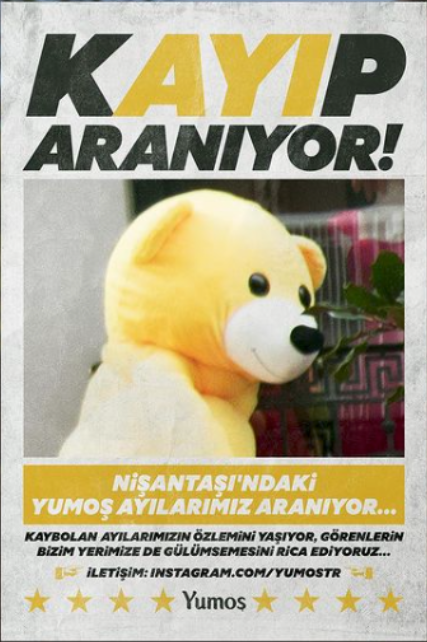 KAYIP
ARANIYOR!
NİŞANTAŞI'NDAKİ
YUMOŞ AYILARIMIZ ARANIYOR...
KAYBOLAN AYILARIMIZIN ÖZLEMİNİ YAŞIYOR, GÖRENLERİN
BİZİM YERİMİZE DE GÜLÜMSEMESİNİ RİCA EDİYORUZ...
İLETİŞİM: INSTAGRAM.COM/YUMOSTR
Yumoş